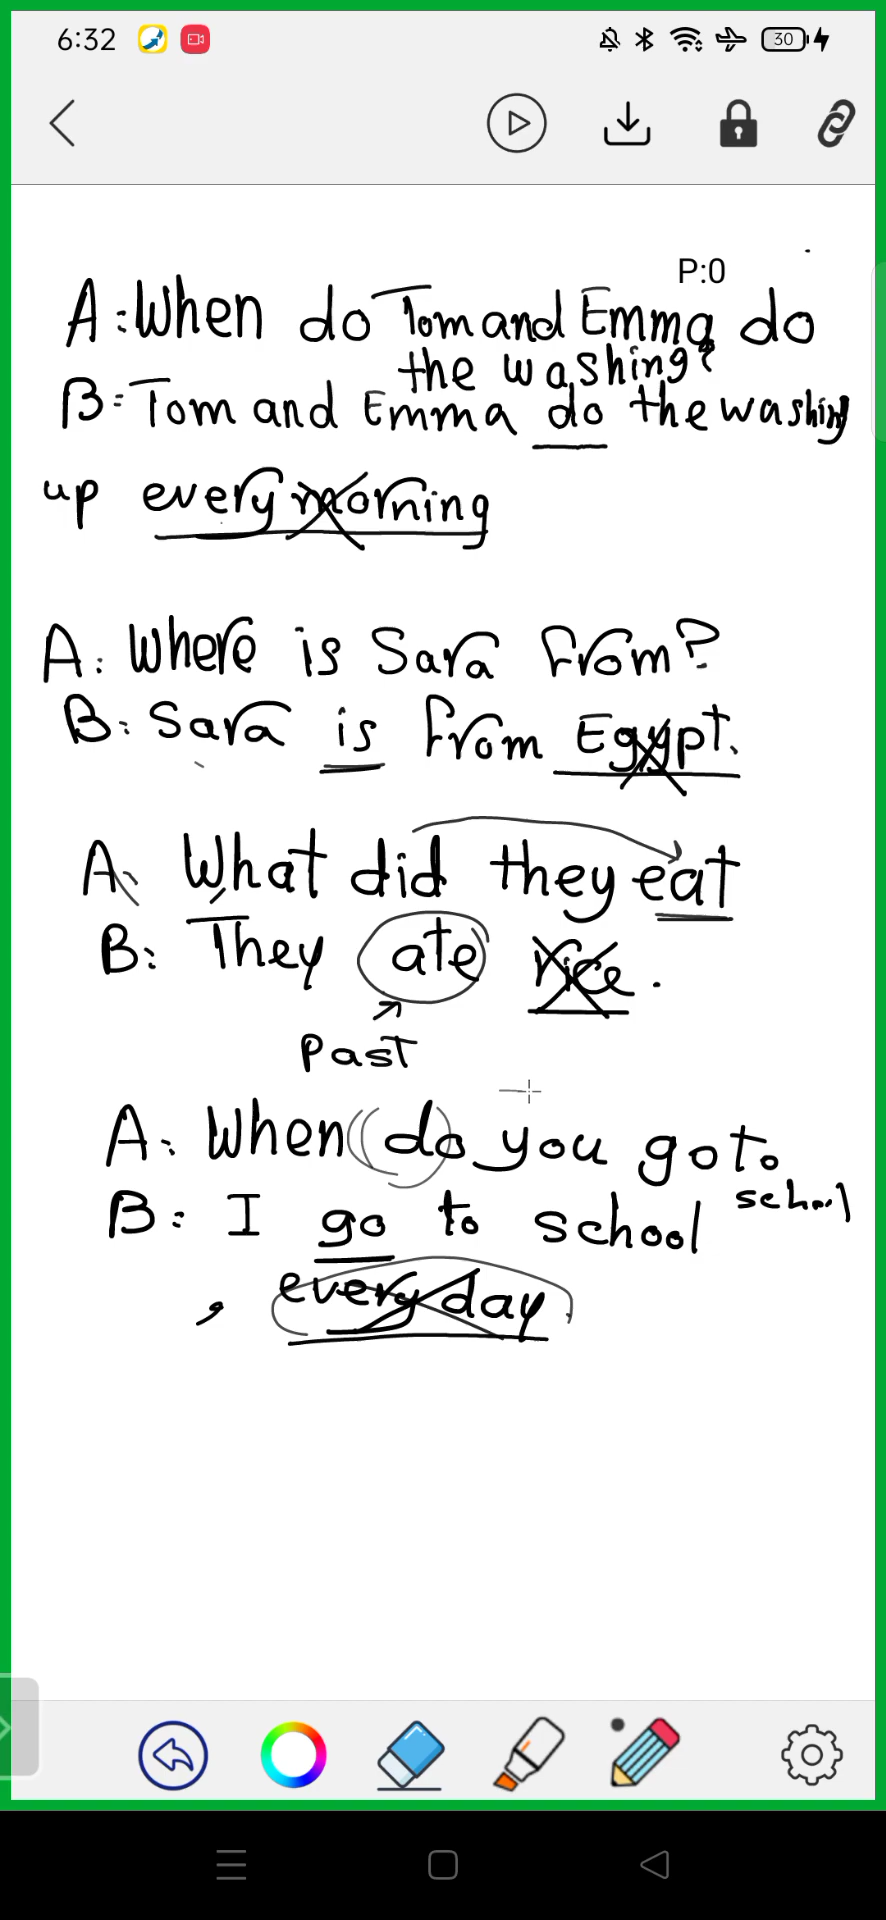 6:32
30
P:0
A: When do Tom and Emma do
the washing?
B: Tom and Emma do the washing
up every morning
A: Where is Sara from?
B: Sara is from Egypt.
A: What did they eat
B: They ate rice.
Past
A: When do you go to
school
B: I go to school
, every day.